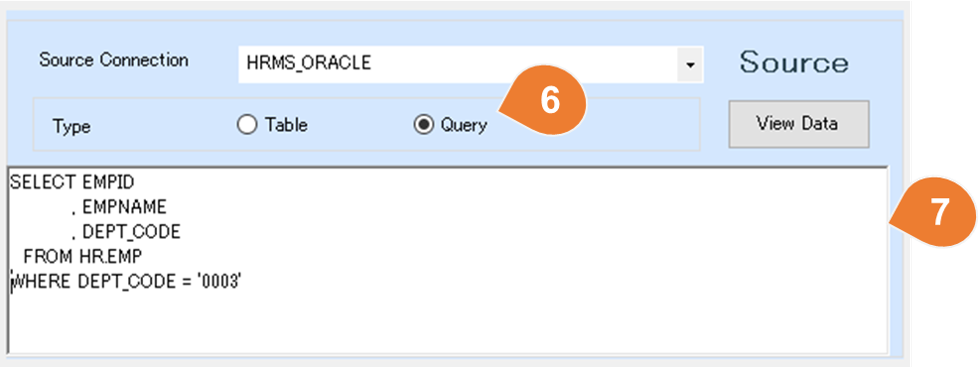 Source Connection
HRMS_ORACLE
Source
Type
Table
Query
6
View Data
SELECT EMPID
, EMPNAME
, DEPT_CODE
FROM HR.EMP
WHERE DEPT_CODE = '0003'
7